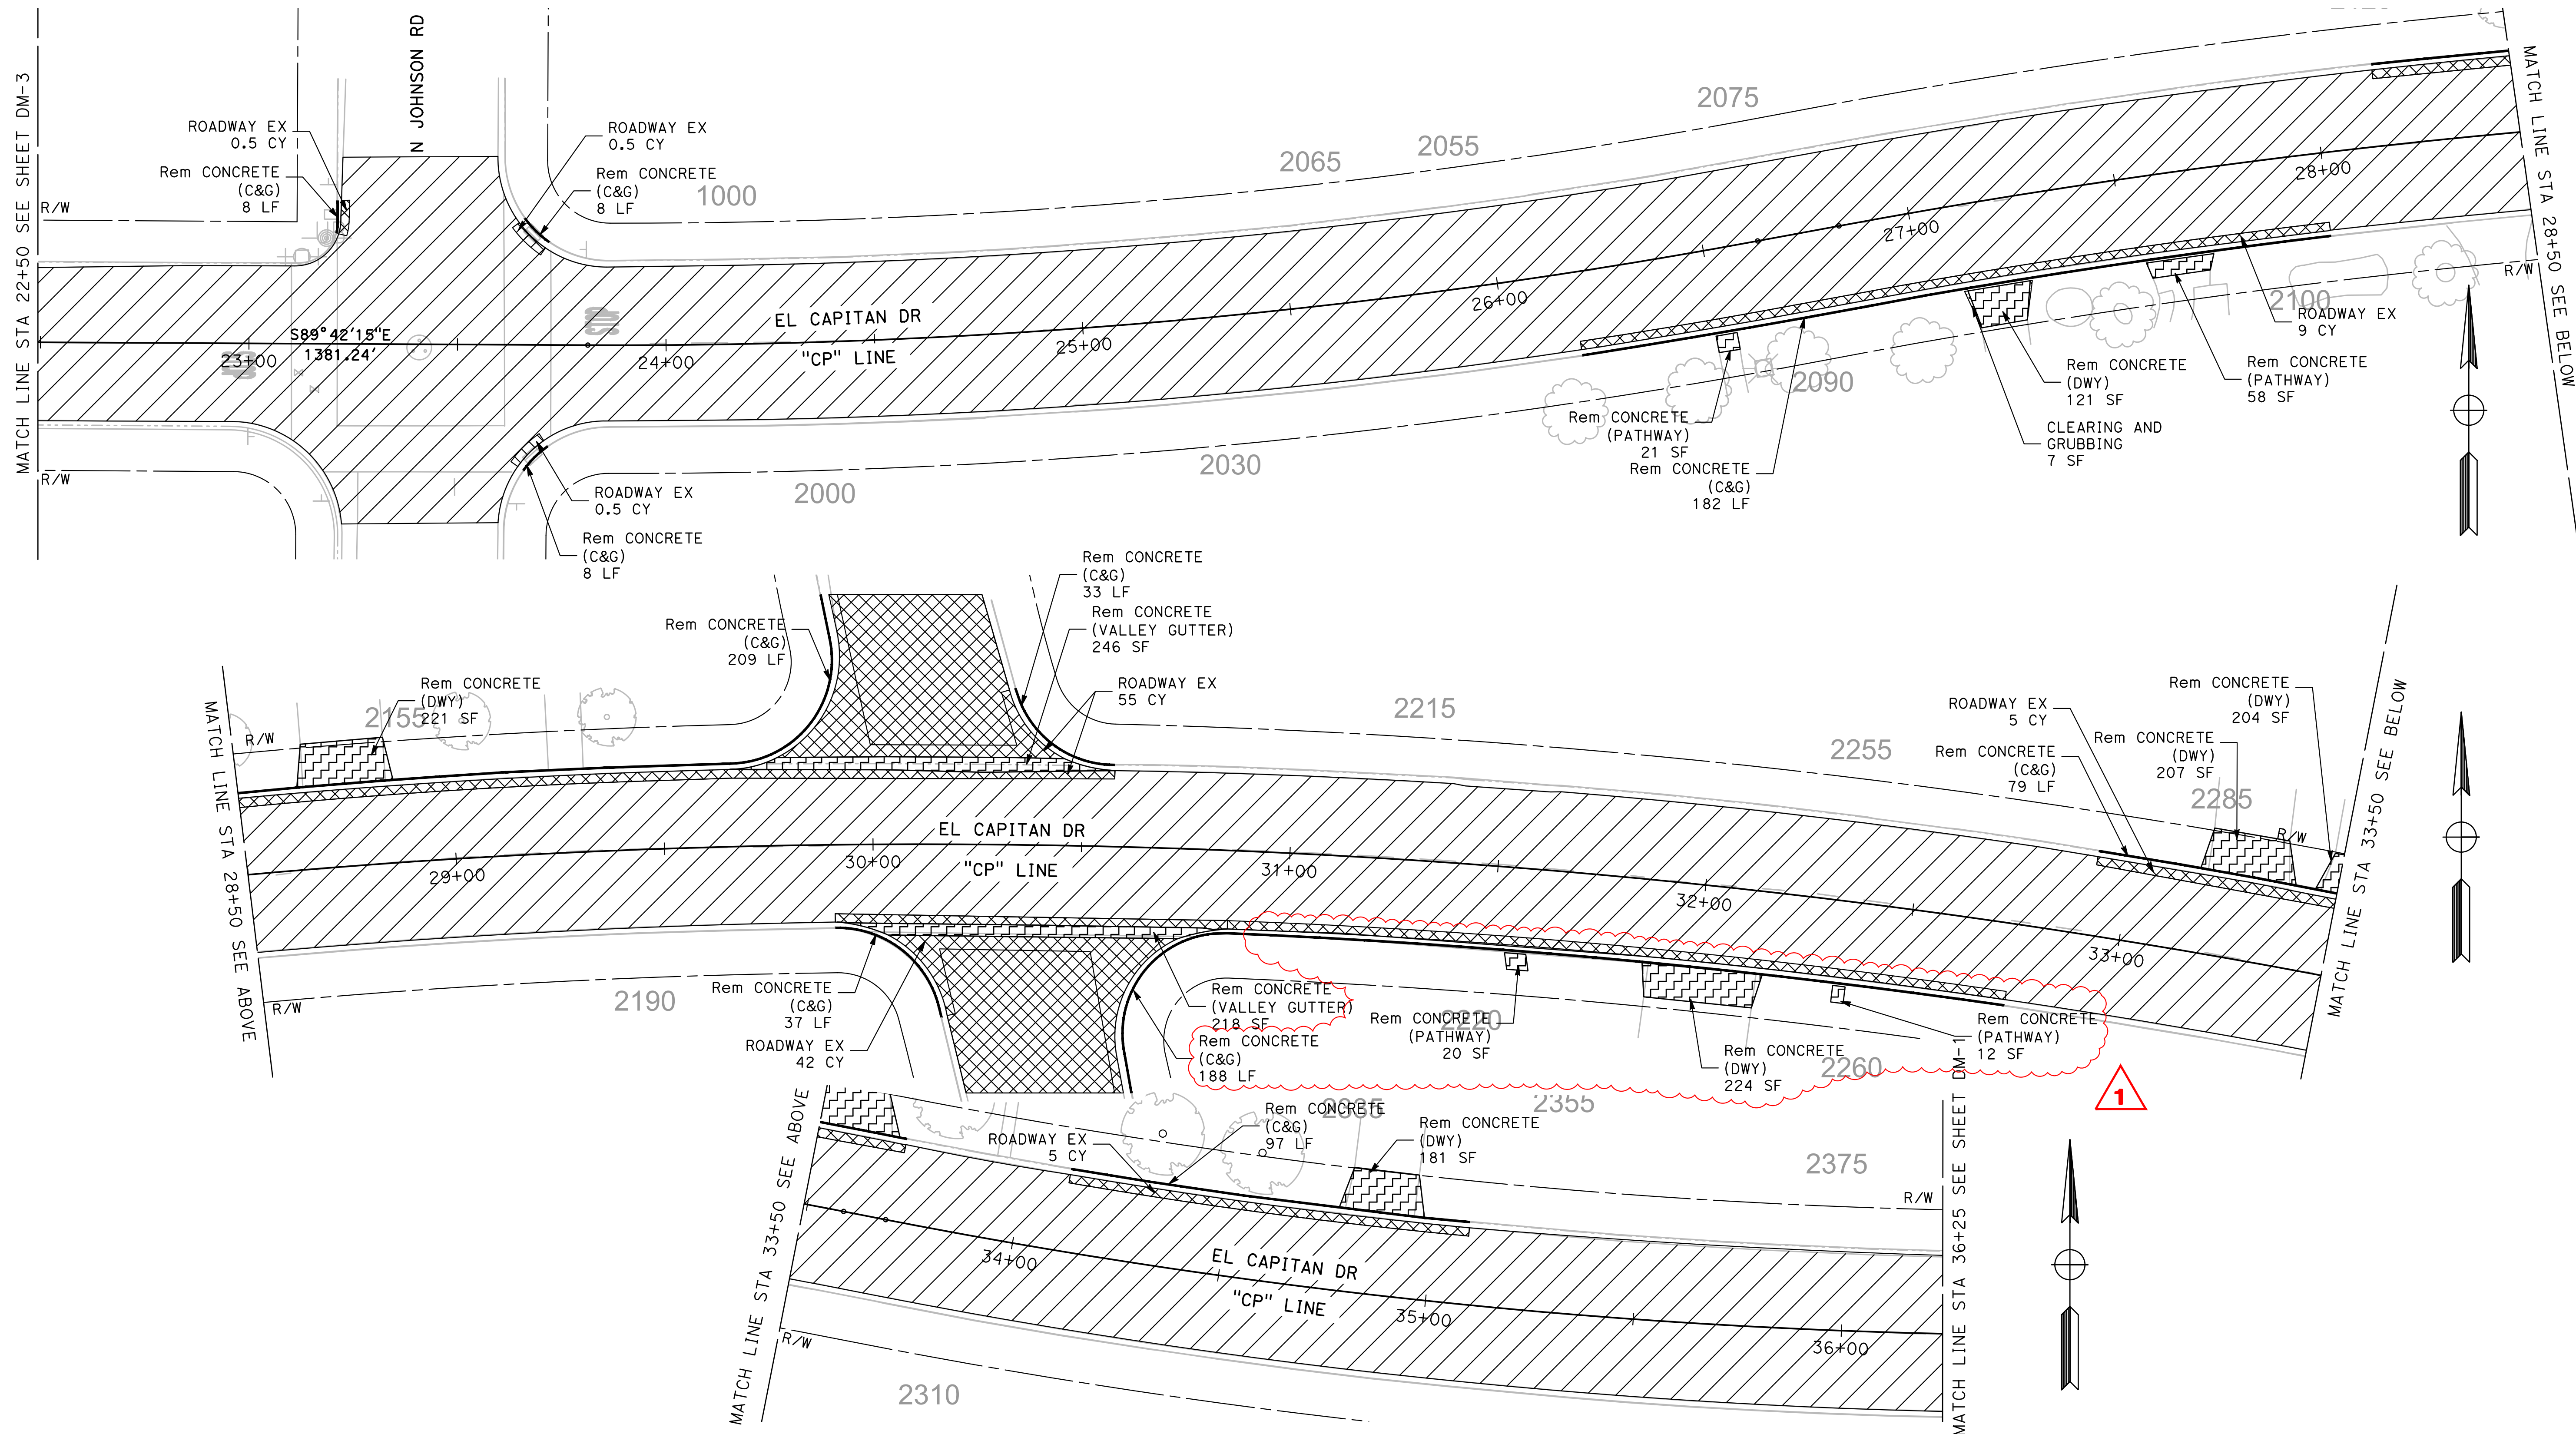 MATCH LINE STA 22+50 SEE SHEET DM-3
N JOHNSON RD
ROADWAY EX
0.5 CY
Rem CONCRETE
(C&G)
8 LF
R/W
R/W
ROADWAY EX
0.5 CY
Rem CONCRETE
(C&G)
8 LF
1000
2065
2055
2075
S89°42'15"E
1381.24'
23+00
24+00
25+00
26+00
27+00
28+00
EL CAPITAN DR
"CP" LINE
ROADWAY EX
0.5 CY
Rem CONCRETE
(C&G)
8 LF
2000
2030
2090
2100
Rem CONCRETE
(PATHWAY)
21 SF
Rem CONCRETE
(C&G)
182 LF
Rem CONCRETE
(DWY)
121 SF
CLEARING AND
GRUBBING
7 SF
Rem CONCRETE
(PATHWAY)
58 SF
ROADWAY EX
9 CY
R/W
MATCH LINE STA 28+50 SEE BELOW
MATCH LINE STA 28+50 SEE ABOVE
R/W
R/W
Rem CONCRETE
(DWY)
221 SF
2155
Rem CONCRETE
(C&G)
209 LF
Rem CONCRETE
(C&G)
33 LF
Rem CONCRETE
(VALLEY GUTTER)
246 SF
ROADWAY EX
55 CY
2215
2255
2285
ROADWAY EX
5 CY
Rem CONCRETE
(C&G)
79 LF
Rem CONCRETE
(DWY)
204 SF
Rem CONCRETE
(DWY)
207 SF
R/W
29+00
30+00
31+00
32+00
33+00
EL CAPITAN DR
"CP" LINE
2190
Rem CONCRETE
(C&G)
37 LF
ROADWAY EX
42 CY
Rem CONCRETE
(VALLEY GUTTER)
218 SF
Rem CONCRETE
(C&G)
188 LF
Rem CONCRETE
(PATHWAY)
20 SF
2220
Rem CONCRETE
(DWY)
224 SF
2260
Rem CONCRETE
(PATHWAY)
12 SF
1
MATCH LINE STA 33+50 SEE BELOW
MATCH LINE STA 33+50 SEE ABOVE
R/W
ROADWAY EX
5 CY
Rem CONCRETE
(C&G)
97 LF
Rem CONCRETE
(DWY)
181 SF
2355
2375
R/W
34+00
35+00
36+00
EL CAPITAN DR
"CP" LINE
2310
MATCH LINE STA 36+25 SEE SHEET DM-1